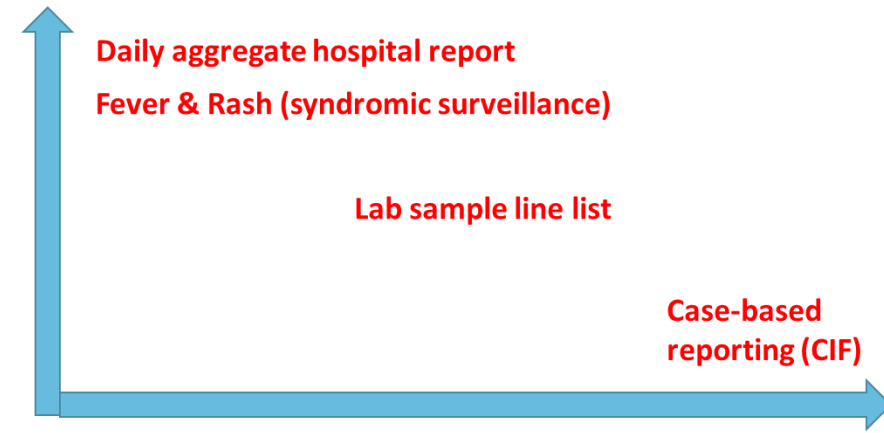 Daily aggregate hospital report
Fever & Rash (syndromic surveillance)
Lab sample line list
Case-based
reporting (CIF)